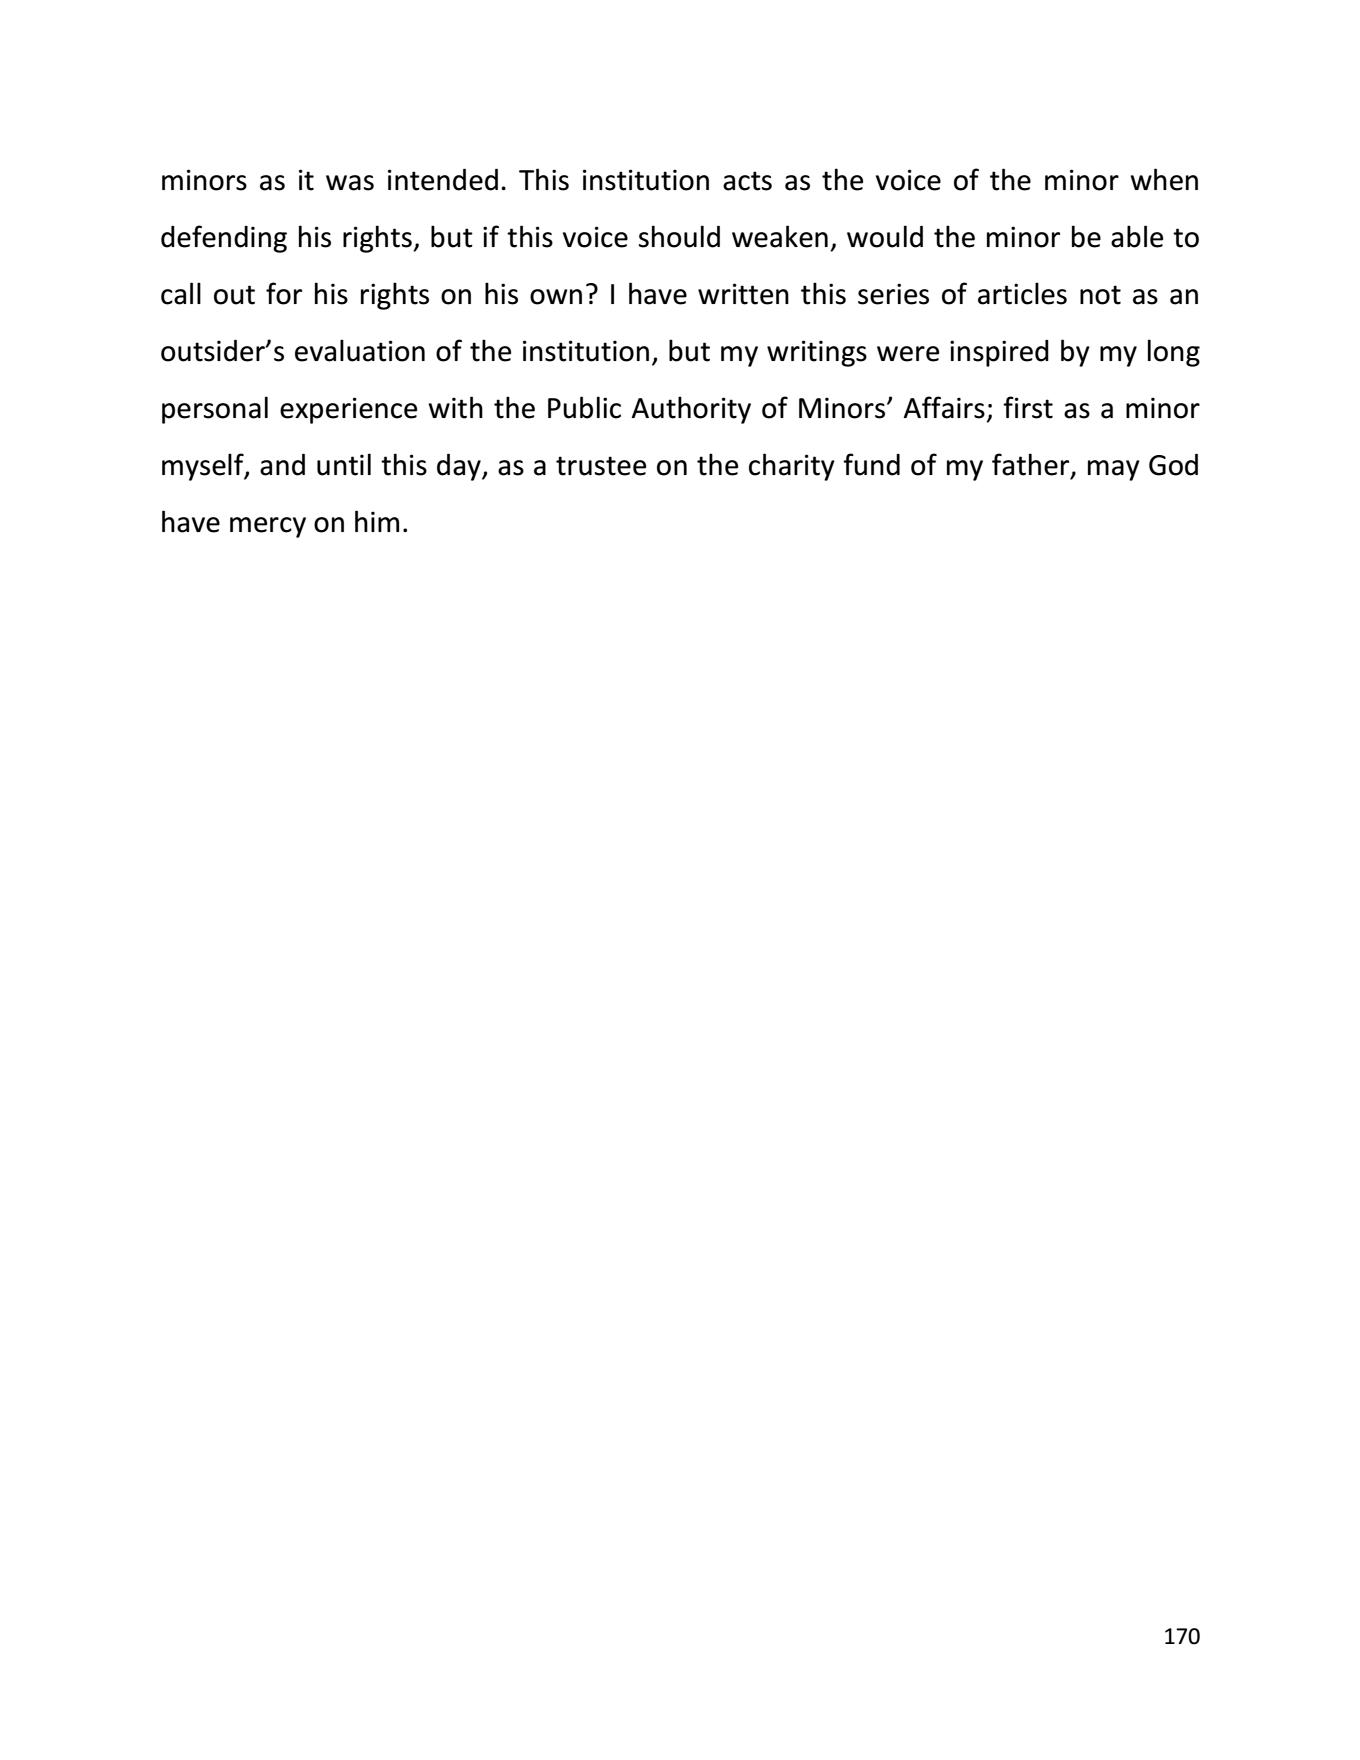 minors as it was intended. This institution acts as the voice of the minor when
defending his rights, but if this voice should weaken, would the minor be able to
call out for his rights on his own? I have written this series of articles not as an
outsider’s evaluation of the institution, but my writings were inspired by my long
personal experience with the Public Authority of Minors’ Affairs; first as a minor
myself, and until this day, as a trustee on the charity fund of my father, may God
have mercy on him.
170